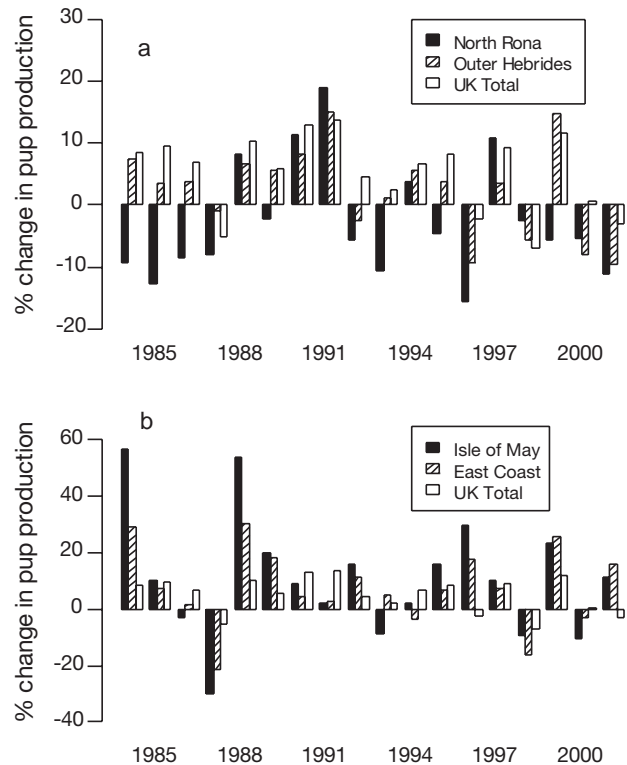 a
% change in pup production
30
20
10
0
-10
-20
North Rona
Outer Hebrides
UK Total
1985 1988 1991 1994 1997 2000
b
% change in pup production
60
40
20
0
-20
-40
Isle of May
East Coast
UK Total
1985 1988 1991 1994 1997 2000